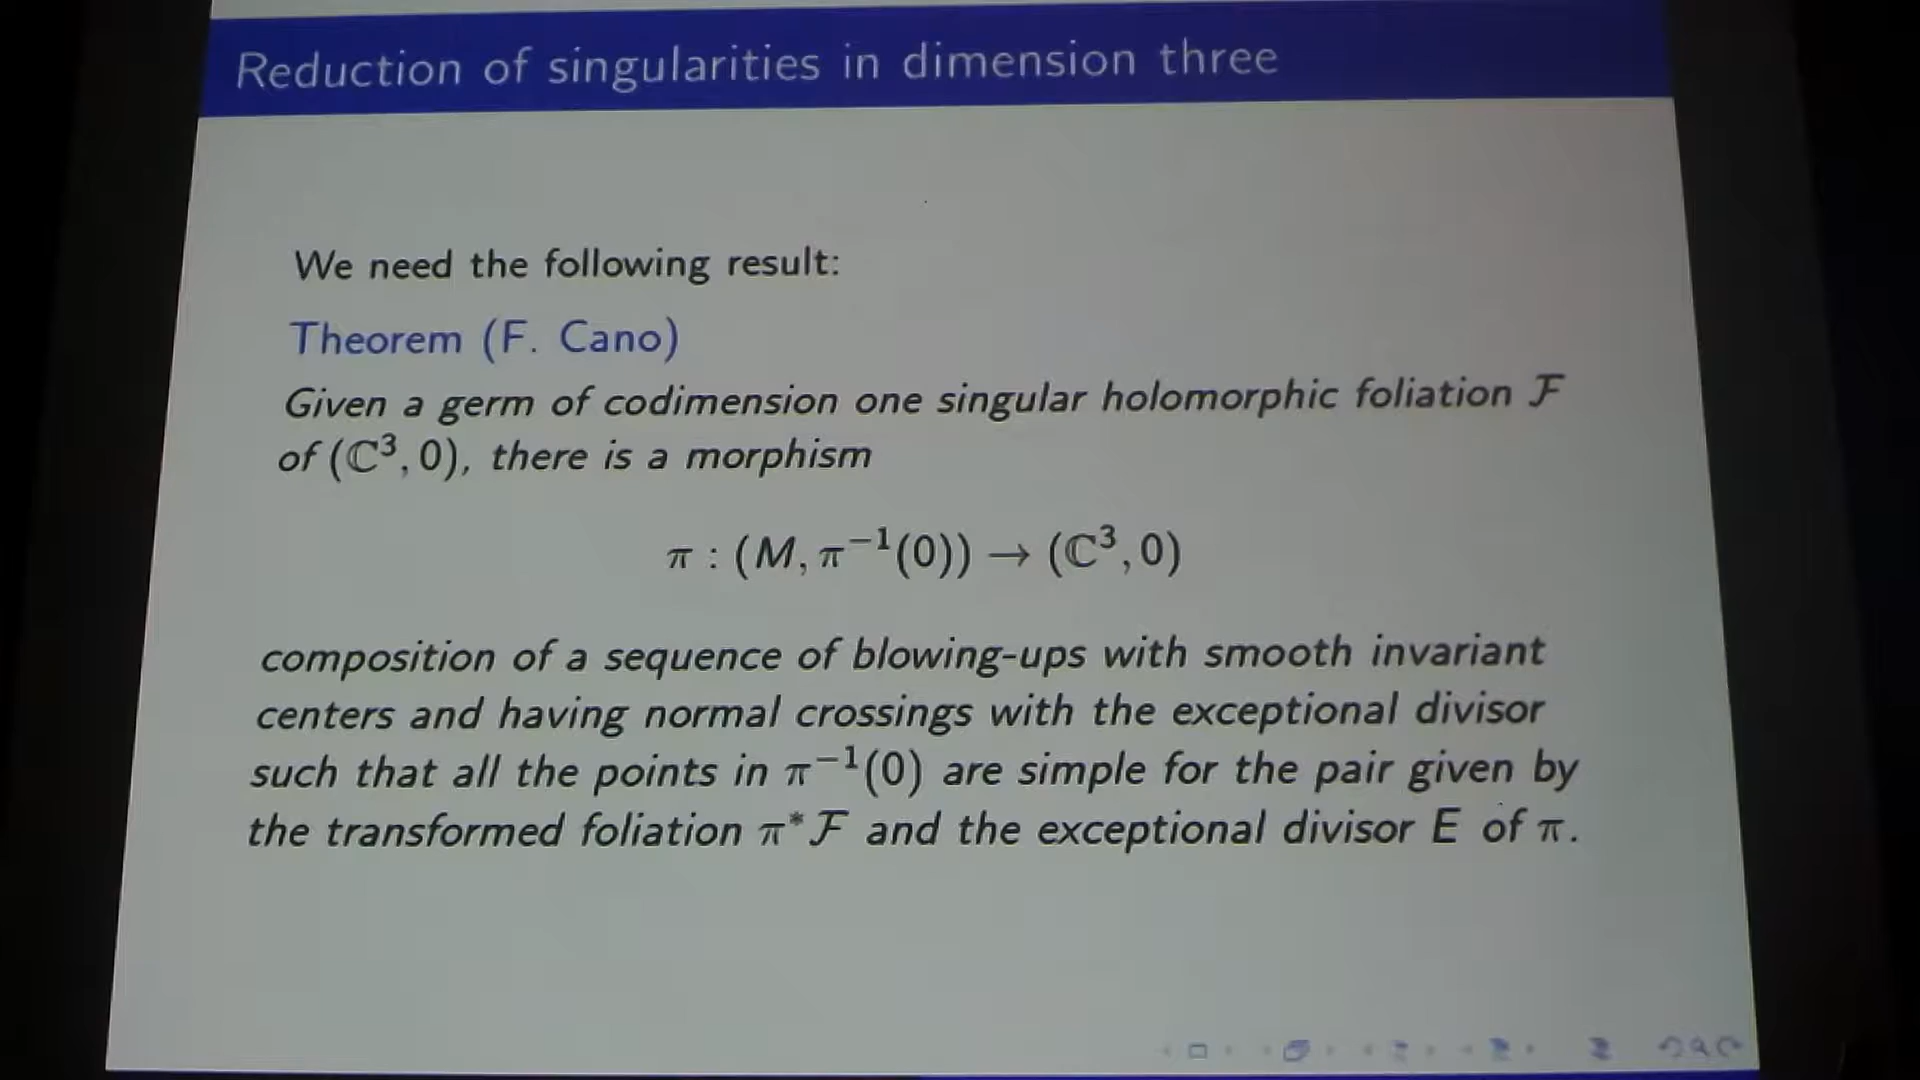 Reduction of singularities in dimension three
We need the following result:
Theorem (F. Cano)
Given a germ of codimension one singular holomorphic foliation ℱ
of (ℂ³, 0), there is a morphism
π : (M, π⁻¹(0)) → (ℂ³, 0)
composition of a sequence of blowing-ups with smooth invariant
centers and having normal crossings with the exceptional divisor
such that all the points in π⁻¹(0) are simple for the pair given by
the transformed foliation π*ℱ and the exceptional divisor E of π.